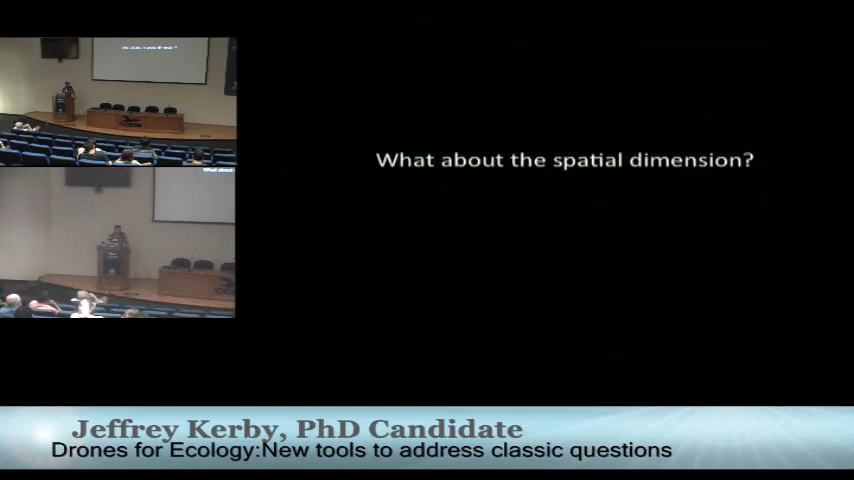 What about the spatial dimension?
Jeffrey Kerby, PhD Candidate
Drones for Ecology:New tools to address classic questions